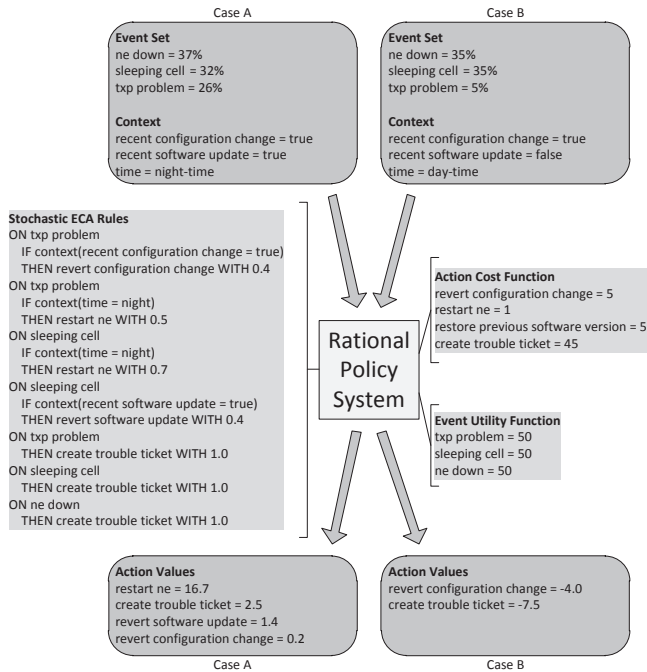 Case A
Case B
Event Set
ne down = 37%
sleeping cell = 32%
txp problem = 26%
Context
recent configuration change = true
recent software update = true
time = night-time
Event Set
ne down = 35%
sleeping cell = 35%
txp problem = 5%
Context
recent configuration change = true
recent software update = false
time = day-time
Stochastic ECA Rules
ON txp problem
IF context(recent configuration change = true)
THEN revert configuration change WITH 0.4
ON txp problem
IF context(time = night)
THEN restart ne WITH 0.5
ON sleeping cell
IF context(time = night)
THEN restart ne WITH 0.7
ON sleeping cell
IF context(recent software update = true)
THEN revert software update WITH 0.4
ON txp problem
THEN create trouble ticket WITH 1.0
ON sleeping cell
THEN create trouble ticket WITH 1.0
ON ne down
THEN create trouble ticket WITH 1.0
Rational
Policy
System
Action Cost Function
revert configuration change = 5
restart ne = 1
restore previous software version = 5
create trouble ticket = 45
Event Utility Function
txp problem = 50
sleeping cell = 50
ne down = 50
Action Values
restart ne = 16.7
create trouble ticket = 2.5
revert software update = 1.4
revert configuration change = 0.2
Action Values
revert configuration change = -4.0
create trouble ticket = -7.5
Case A
Case B